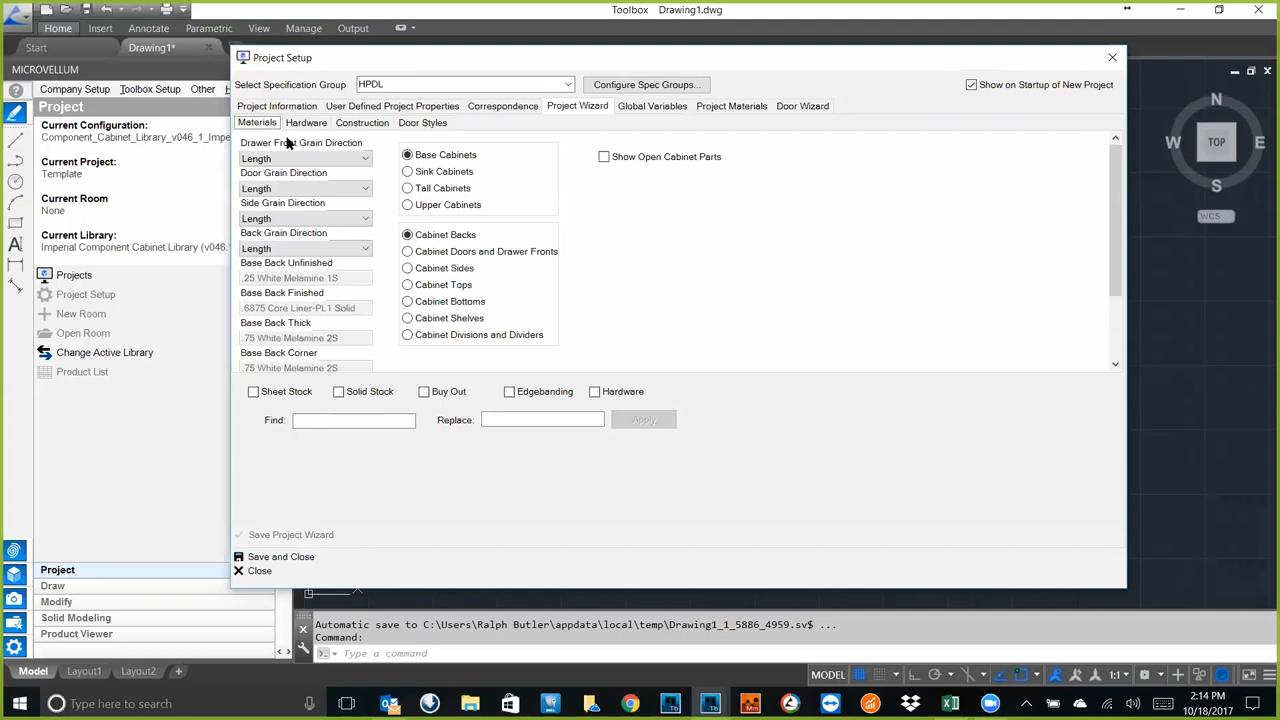 Toolbox Drawing1.dwg
Home Insert Annotate Parametric View Manage Output
Start Drawing1*
MICROVELLUM
Company Setup Toolbox Setup Other
Project
Current Configuration:
Component_Cabinet_Library_v046_1_Impe
Current Project:
Template
Current Room
None
Current Library:
Imperial Component Cabinet Library (v046.
Projects
Project Setup
New Room
Open Room
Change Active Library
Product List
Project
Draw
Modify
Solid Modeling
Product Viewer
Project Setup
Select Specification Group HPDL Configure Spec Groups... Show on Startup of New Project
Project Information User Defined Project Properties Correspondence Project Wizard Global Variables Project Materials Door Wizard
Materials Hardware Construction Door Styles
Drawer Front Grain Direction
Length
Door Grain Direction
Length
Side Grain Direction
Length
Back Grain Direction
Length
Base Back Unfinished
.25 White Melamine 1S
Base Back Finished
.6875 Core Liner-PL1 Solid
Base Back Thick
.75 White Melamine 2S
Base Back Corner
.75 White Melamine 2S
Base Cabinets
Sink Cabinets
Tall Cabinets
Upper Cabinets
Cabinet Backs
Cabinet Doors and Drawer Fronts
Cabinet Sides
Cabinet Tops
Cabinet Bottoms
Cabinet Shelves
Cabinet Divisions and Dividers
Show Open Cabinet Parts
Sheet Stock Solid Stock Buy Out Edgebanding Hardware
Find: Replace: Apply
Save Project Wizard
Save and Close
Close
N
W TOP E
S
WCS
Automatic save to C:\Users\Ralph Butler\appdata\local\temp\Drawing1_1_5886_4959.sv$ ...
Command:
Type a command
Model Layout1 Layout2 +
MODEL 1:1
Type here to search
2:14 PM
10/18/2017